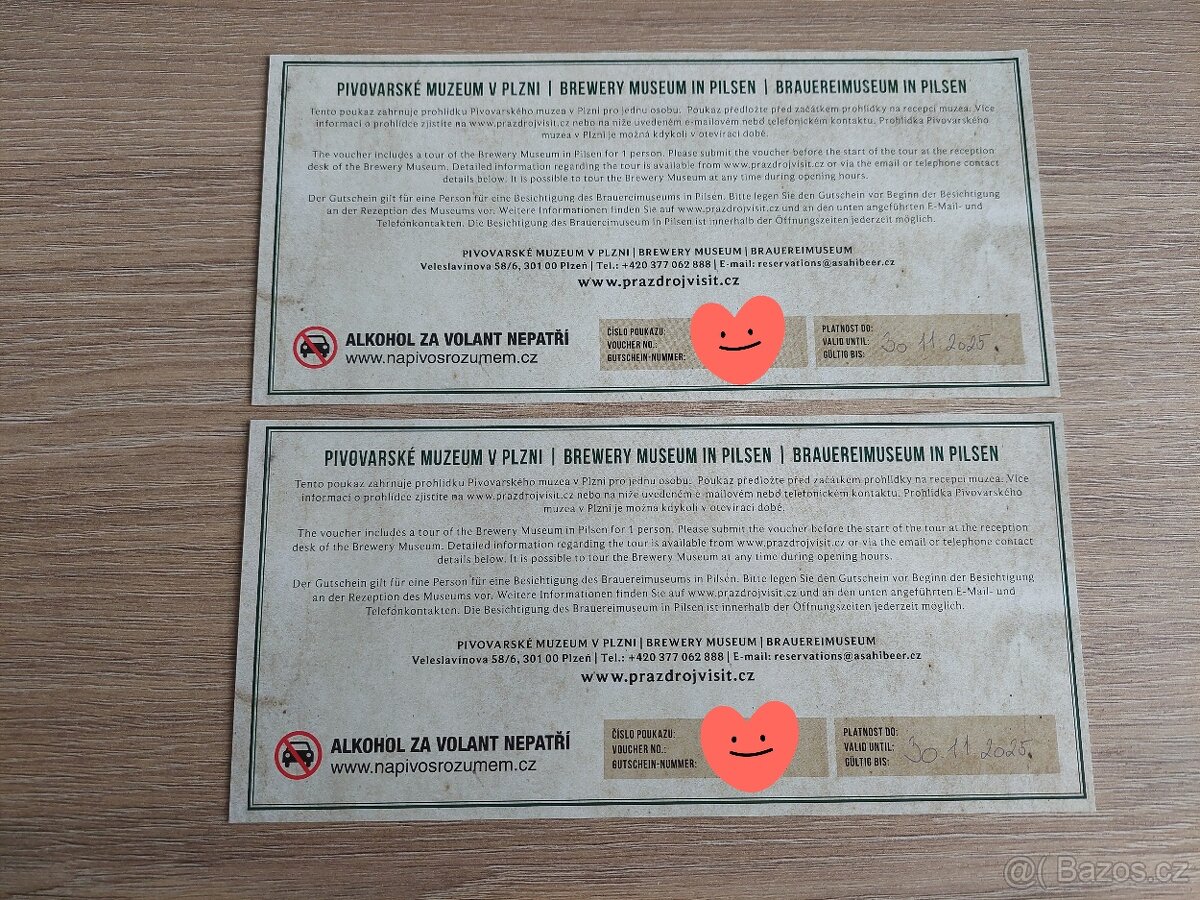 PIVOVARSKÉ MUZEUM V PLZNI | BREWERY MUSEUM IN PILSEN | BRAUEREIMUSEUM IN PILSEN
Tento poukaz zahrnuje prohlídku Pivovarského muzea v Plzni pro jednu osobu. Poukaz předložte před začátkem prohlídky na recepci muzea. Více
informací o prohlídce zjistíte na www.prazdrojvisit.cz nebo na níže uvedeném e-mailovém nebo telefonickém kontaktu. Prohlídka Pivovarského
muzea v Plzni je možná kdykoli v otevírací době.
The voucher includes a tour of the Brewery Museum in Pilsen for 1 person. Please submit the voucher before the start of the tour at the reception
desk of the Brewery Museum. Detailed information regarding the tour is available from www.prazdrojvisit.cz or via the email or telephone contact
details below. It is possible to tour the Brewery Museum at any time during opening hours.
Der Gutschein gilt für eine Person für eine Besichtigung des Brauereimuseums in Pilsen. Bitte legen Sie den Gutschein vor Beginn der Besichtigung
an der Rezeption des Museums vor. Weitere Informationen finden Sie auf www.prazdrojvisit.cz und an den unten angeführten E-Mail- und
Telefonkontakten. Die Besichtigung des Brauereimuseum in Pilsen ist innerhalb der Öffnungszeiten jederzeit möglich.
PIVOVARSKÉ MUZEUM V PLZNI | BREWERY MUSEUM | BRAUEREIMUSEUM
Veleslavínova 58/6, 301 00 Plzeň | Tel.: +420 377 062 888 | E-mail: reservations@asahibeer.cz
www.prazdrojvisit.cz
ALKOHOL ZA VOLANT NEPATŘÍ
www.napivosrozumem.cz
ČÍSLO POUKAZU:
VOUCHER NO.:
GUTSCHEIN-NUMMER:
PLATNOST DO:
VALID UNTIL: 30.11.2025
GÜLTIG BIS:
PIVOVARSKÉ MUZEUM V PLZNI | BREWERY MUSEUM IN PILSEN | BRAUEREIMUSEUM IN PILSEN
Tento poukaz zahrnuje prohlídku Pivovarského muzea v Plzni pro jednu osobu. Poukaz předložte před začátkem prohlídky na recepci muzea. Více
informací o prohlídce zjistíte na www.prazdrojvisit.cz nebo na níže uvedeném e-mailovém nebo telefonickém kontaktu. Prohlídka Pivovarského
muzea v Plzni je možná kdykoli v otevírací době.
The voucher includes a tour of the Brewery Museum in Pilsen for 1 person. Please submit the voucher before the start of the tour at the reception
desk of the Brewery Museum. Detailed information regarding the tour is available from www.prazdrojvisit.cz or via the email or telephone contact
details below. It is possible to tour the Brewery Museum at any time during opening hours.
Der Gutschein gilt für eine Person für eine Besichtigung des Brauereimuseums in Pilsen. Bitte legen Sie den Gutschein vor Beginn der Besichtigung
an der Rezeption des Museums vor. Weitere Informationen finden Sie auf www.prazdrojvisit.cz und an den unten angeführten E-Mail- und
Telefonkontakten. Die Besichtigung des Brauereimuseum in Pilsen ist innerhalb der Öffnungszeiten jederzeit möglich.
PIVOVARSKÉ MUZEUM V PLZNI | BREWERY MUSEUM | BRAUEREIMUSEUM
Veleslavínova 58/6, 301 00 Plzeň | Tel.: +420 377 062 888 | E-mail: reservations@asahibeer.cz
www.prazdrojvisit.cz
ALKOHOL ZA VOLANT NEPATŘÍ
www.napivosrozumem.cz
ČÍSLO POUKAZU:
VOUCHER NO.:
GUTSCHEIN-NUMMER:
PLATNOST DO:
VALID UNTIL: 30.11.2025
GÜLTIG BIS:
@( Bazos.cz